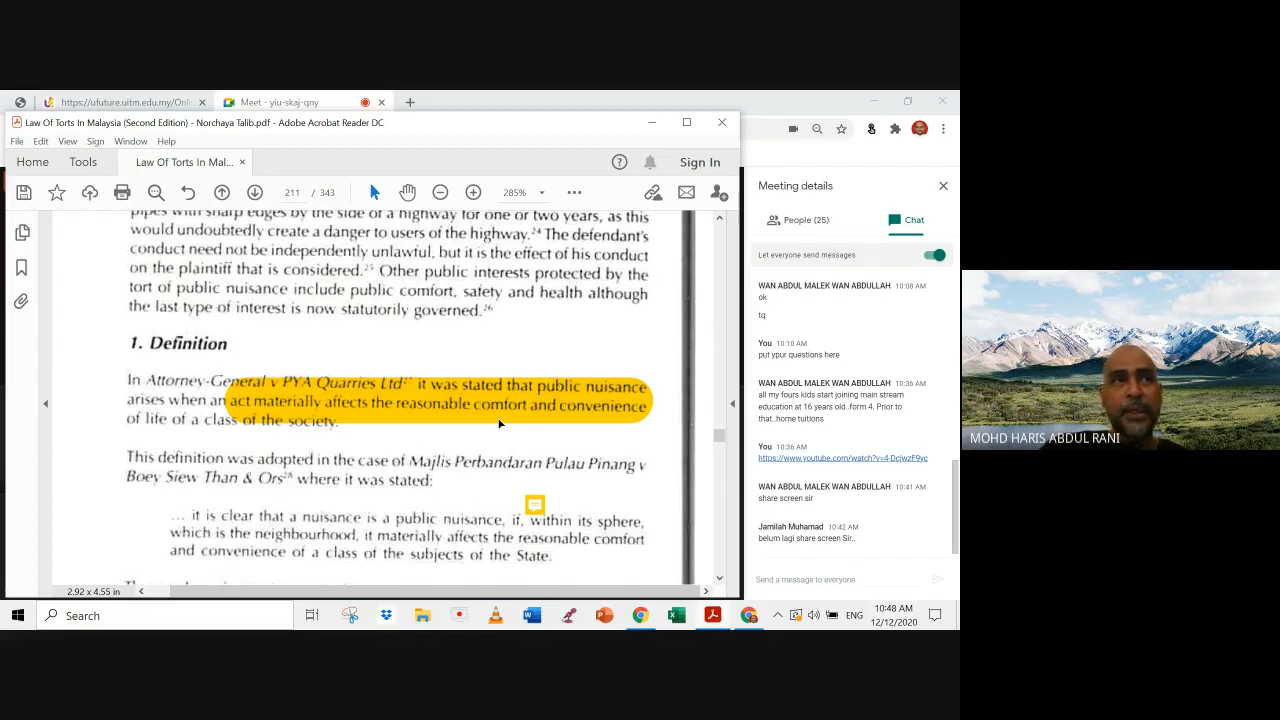 https://ufuture.uitm.edu.my/Onli
Meet - yiu-skaj-qny
Law Of Torts In Malaysia (Second Edition) - Norchaya Talib.pdf - Adobe Acrobat Reader DC
File Edit View Sign Window Help
Home Tools Law Of Torts In Mal... Sign In
211 / 343 285%
pipes with sharp edges by the side of a highway for one or two years, as this
would undoubtedly create a danger to users of the highway.24 The defendant's
conduct need not be independently unlawful, but it is the effect of his conduct
on the plaintiff that is considered.25 Other public interests protected by the
tort of public nuisance include public comfort, safety and health although
the last type of interest is now statutorily governed.26
1. Definition
In Attorney-General v PYA Quarries Ltd27 it was stated that public nuisance
arises when an act materially affects the reasonable comfort and convenience
of life of a class of the society.
This definition was adopted in the case of Majlis Perbandaran Pulau Pinang v
Boey Siew Than & Ors28 where it was stated:
... it is clear that a nuisance is a public nuisance, if, within its sphere,
which is the neighbourhood, it materially affects the reasonable comfort
and convenience of a class of the subjects of the State.
2.92 x 4.55 in
Meeting details
People (25) Chat
Let everyone send messages
WAN ABDUL MALEK WAN ABDULLAH 10:08 AM
ok
tq
You 10:10 AM
put ypur questions here
WAN ABDUL MALEK WAN ABDULLAH 10:36 AM
all my fours kids start joining main stream
education at 16 years old..form 4. Prior to
that..home tuitions
You 10:36 AM
https://www.youtube.com/watch?v=4-DcjwzF9yc
WAN ABDUL MALEK WAN ABDULLAH 10:41 AM
share screen sir
Jamilah Muhamad 10:42 AM
belum lagi share screen Sir..
Send a message to everyone
MOHD HARIS ABDUL RANI
Search
ENG
10:48 AM
12/12/2020